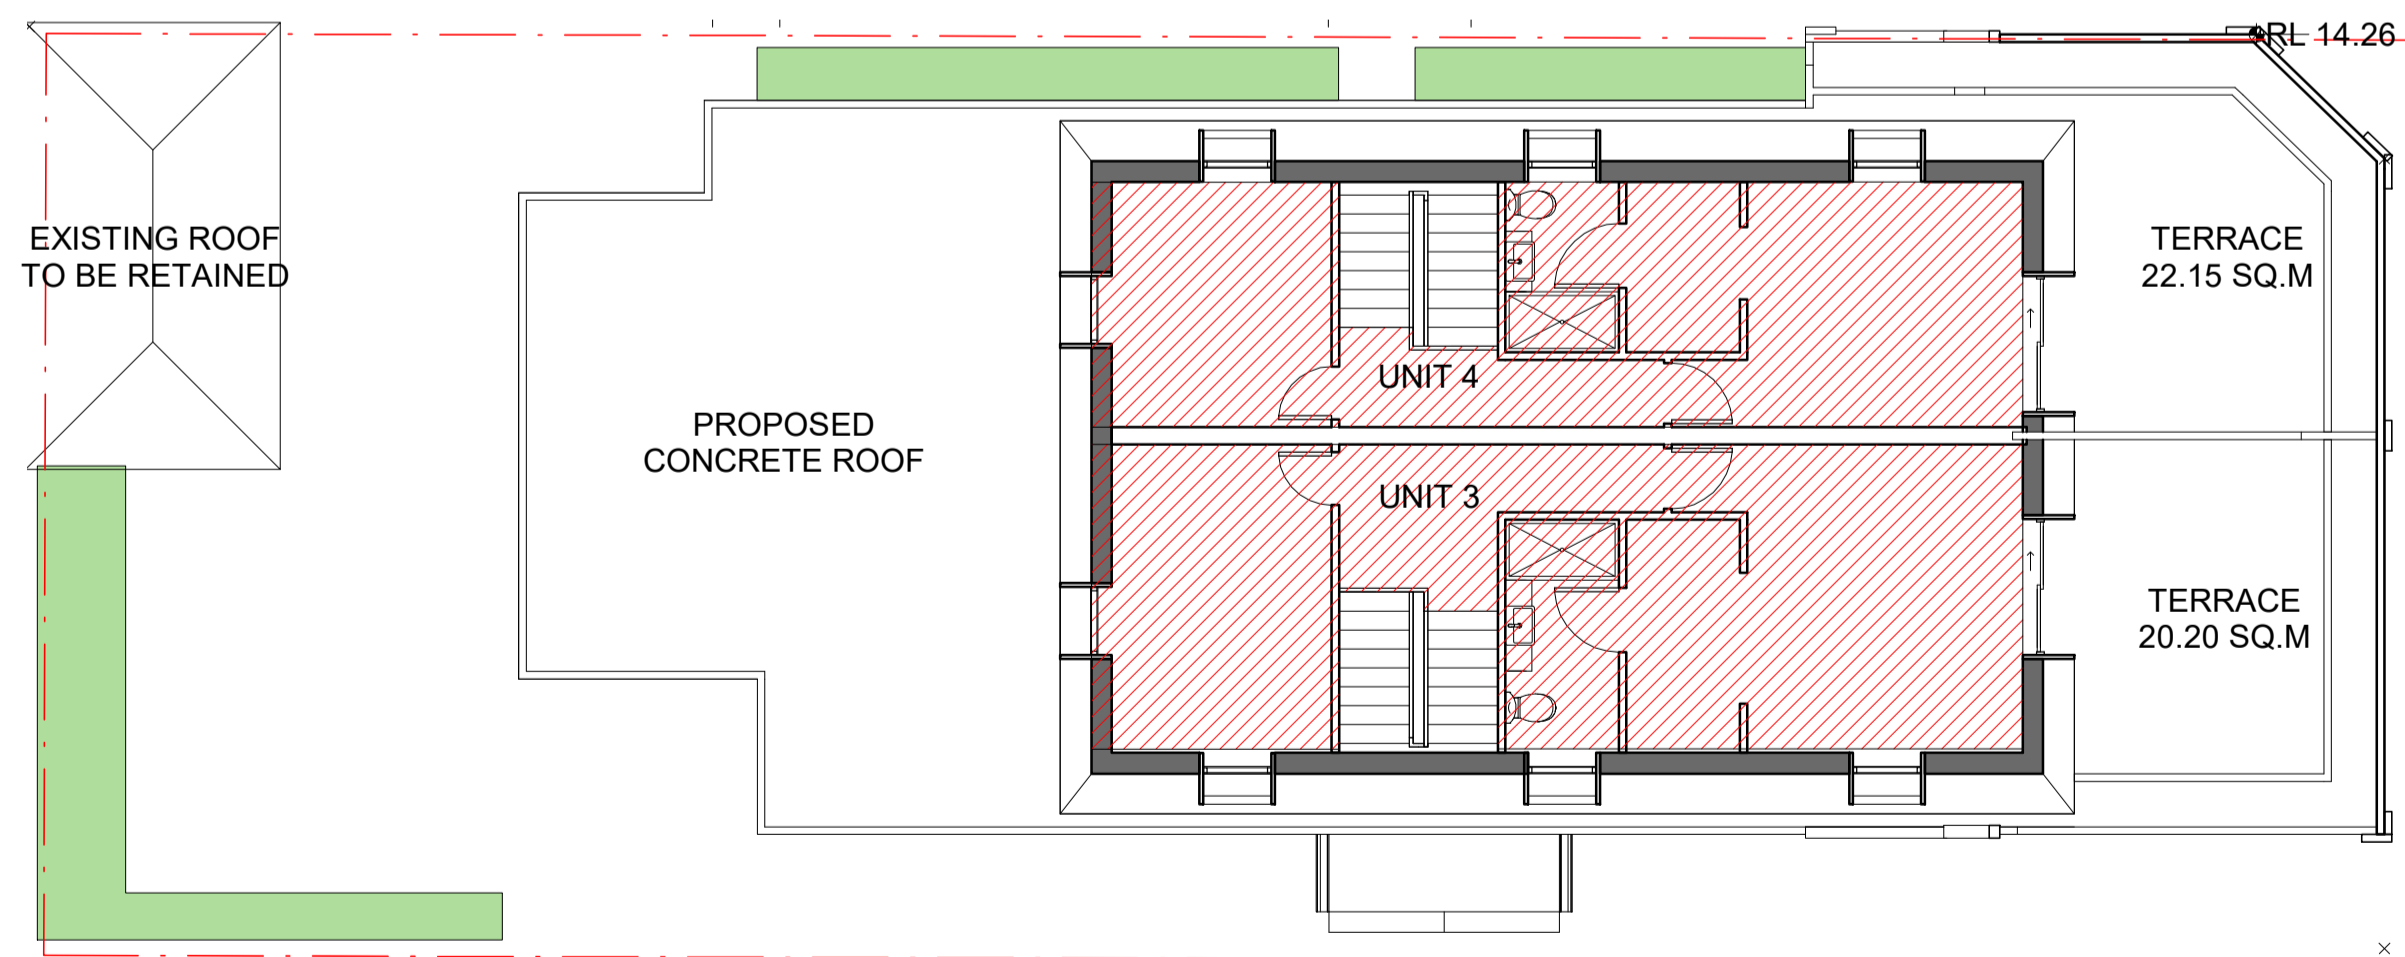 RL 14.26
EXISTING ROOF
TO BE RETAINED
TERRACE
22.15 SQ.M
UNIT 4
PROPOSED
CONCRETE ROOF
UNIT 3
TERRACE
20.20 SQ.M